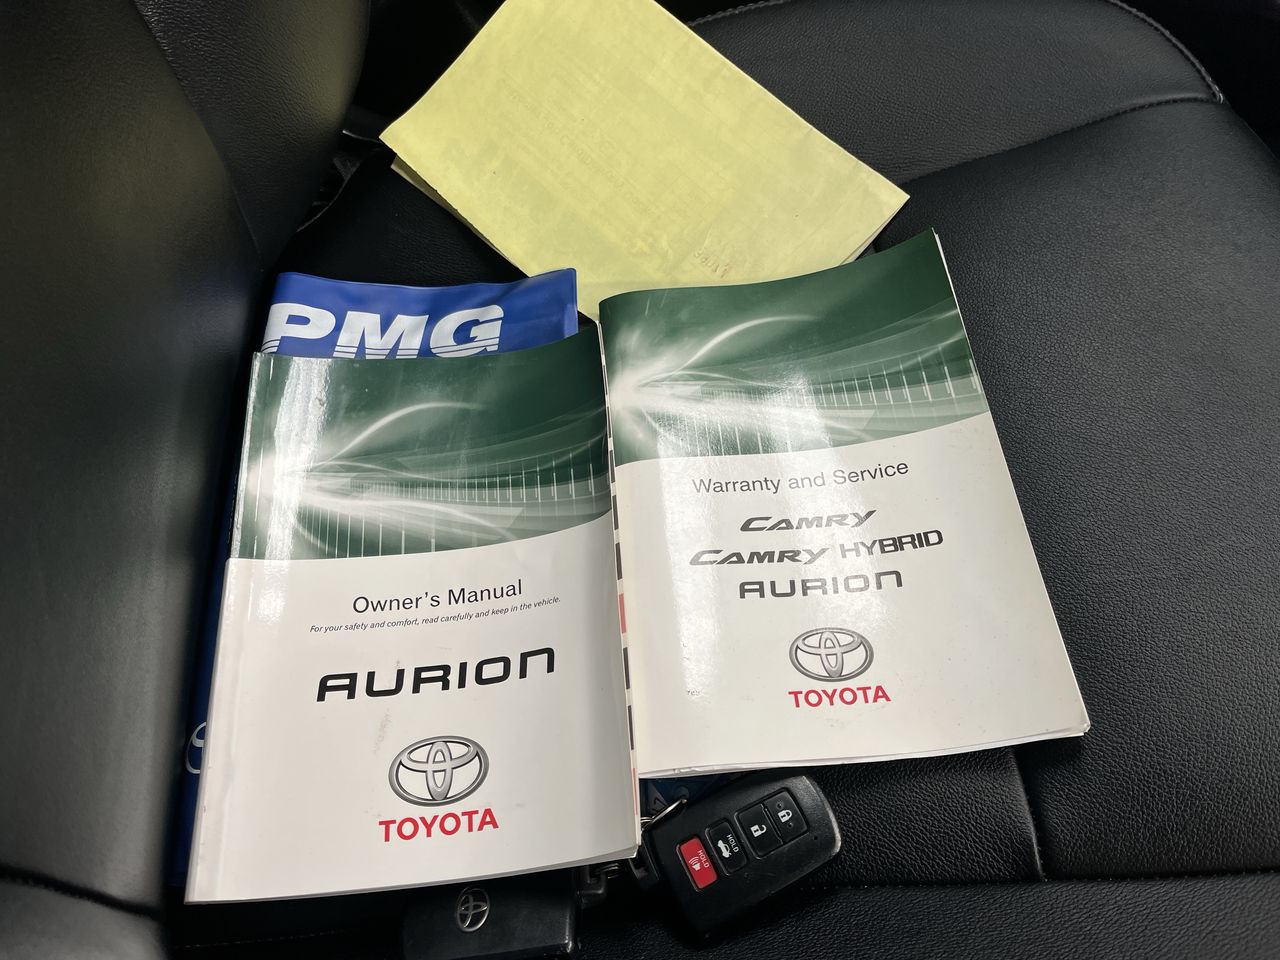 PMG
Owner's Manual
For your safety and comfort, read carefully and keep in the vehicle.
AURION
TOYOTA
Warranty and Service
CAMRY
CAMRY HYBRID
AURION
TOYOTA
HOLD
HOLD